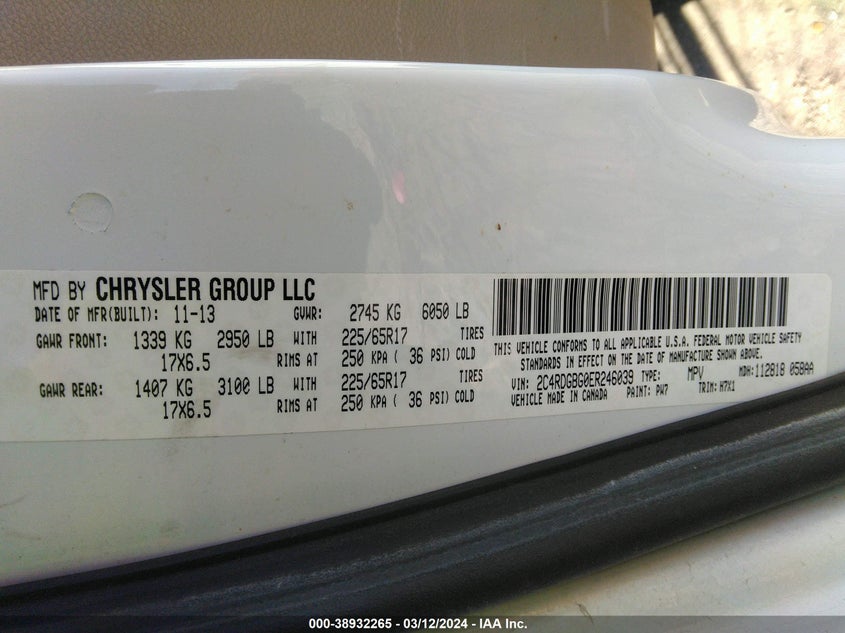 MFD BY CHRYSLER GROUP LLC
DATE OF MFR(BUILT): 11-13 GVWR: 2745 KG 6050 LB
GAWR FRONT: 1339 KG 2950 LB WITH 225/65R17 TIRES
17X6.5 RIMS AT 250 KPA ( 36 PSI) COLD
GAWR REAR: 1407 KG 3100 LB WITH 225/65R17 TIRES
17X6.5 RIMS AT 250 KPA ( 36 PSI) COLD
THIS VEHICLE CONFORMS TO ALL APPLICABLE U.S.A. FEDERAL MOTOR VEHICLE SAFETY
STANDARDS IN EFFECT ON THE DATE OF MANUFACTURE SHOWN ABOVE.
VIN: 2C4RDGBG0ER246039 TYPE: MPV MDH: 112818 058AA
VEHICLE MADE IN CANADA PAINT: PW7 TRIM: H7X1
000-38932265 - 03/12/2024 - IAA Inc.